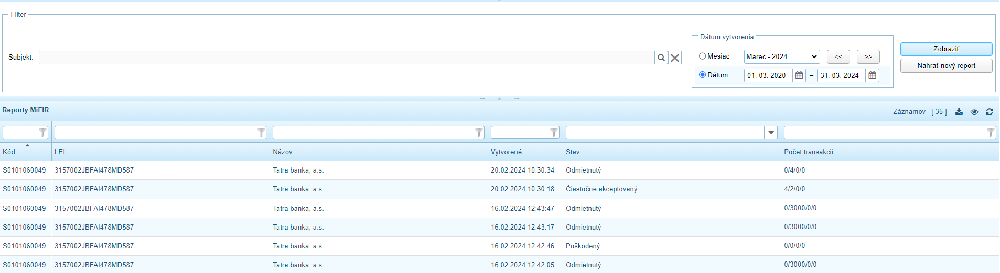 Filter
Dátum vytvorenia
Zobraziť
Subjekt:
Mesiac Marec - 2024 << >>
Nahrať nový report
Dátum 01. 03. 2020 – 31. 03. 2024
Reporty MiFIR Záznamov [ 35 ]
Kód LEI Názov Vytvorené Stav Počet transakcií
S0101060049 3157002JBFAI478MD587 Tatra banka, a.s. 20.02.2024 10:30:34 Odmietnutý 0/4/0/0
S0101060049 3157002JBFAI478MD587 Tatra banka, a.s. 20.02.2024 10:30:18 Čiastočne akceptovaný 4/2/0/0
S0101060049 3157002JBFAI478MD587 Tatra banka, a.s. 16.02.2024 12:43:47 Odmietnutý 0/3000/0/0
S0101060049 3157002JBFAI478MD587 Tatra banka, a.s. 16.02.2024 12:43:17 Odmietnutý 0/3000/0/0
S0101060049 3157002JBFAI478MD587 Tatra banka, a.s. 16.02.2024 12:42:46 Poškodený 0/0/0/0
S0101060049 3157002JBFAI478MD587 Tatra banka, a.s. 16.02.2024 12:42:05 Odmietnutý 0/3000/0/0